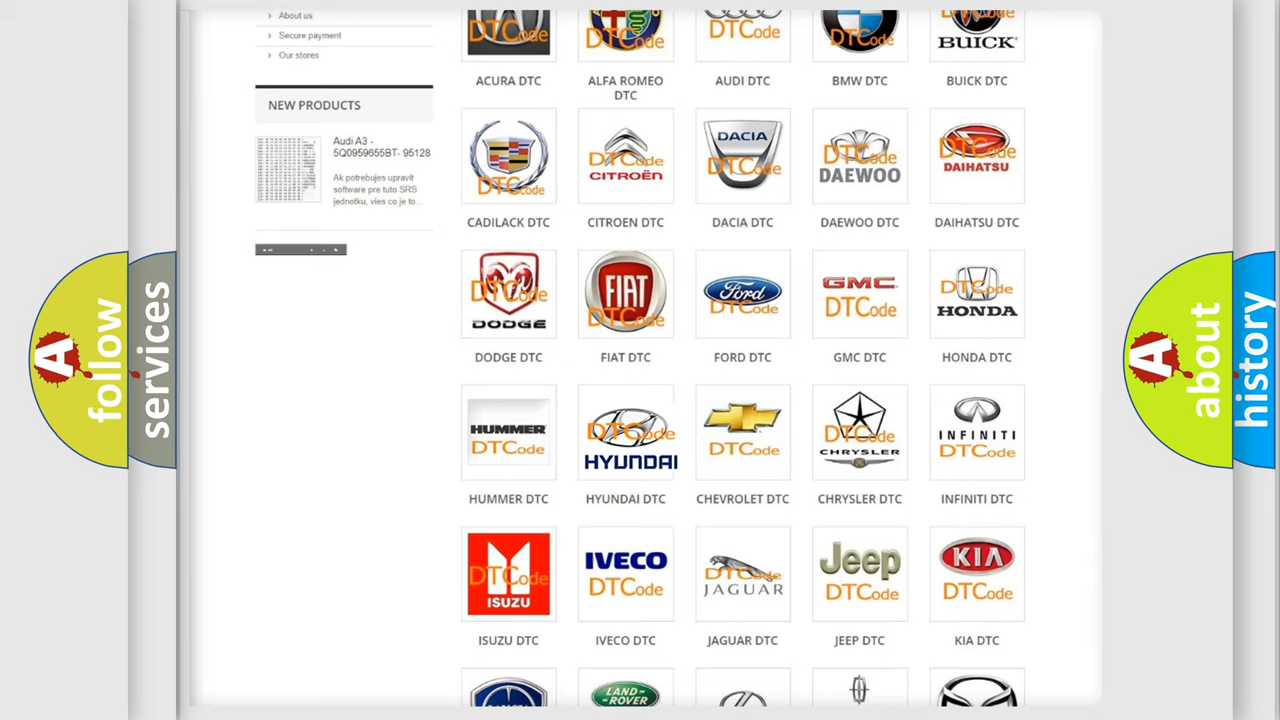 About us
Secure payment
Our stores
NEW PRODUCTS
Audi A3 -
5Q0959655BT- 95128
Ak potrebujes upravit
software pre tuto SRS
jednotku, vies co je to...
DTCode
DTCode
DTCode
DTCode
BUICK
ACURA DTC
ALFA ROMEO
DTC
AUDI DTC
BMW DTC
BUICK DTC
DTCode
DTCode
CITROËN
DACIA
DTCode
DTCode
DAEWOO
DTCode
DAIHATSU
CADILACK DTC
CITROEN DTC
DACIA DTC
DAEWOO DTC
DAIHATSU DTC
DTCode
DODGE
FIAT
DTCode
Ford
DTCode
GMC
DTCode
DTCode
HONDA
DODGE DTC
FIAT DTC
FORD DTC
GMC DTC
HONDA DTC
HUMMER
DTCode
DTCode
HYUNDAI
DTCode
DTCode
CHRYSLER
INFINITI
DTCode
HUMMER DTC
HYUNDAI DTC
CHEVROLET DTC
CHRYSLER DTC
INFINITI DTC
DTCode
ISUZU
IVECO
DTCode
DTCode
JAGUAR
Jeep
DTCode
KIA
DTCode
ISUZU DTC
IVECO DTC
JAGUAR DTC
JEEP DTC
KIA DTC
LAND-
ROVER
A follow
services
A about
history